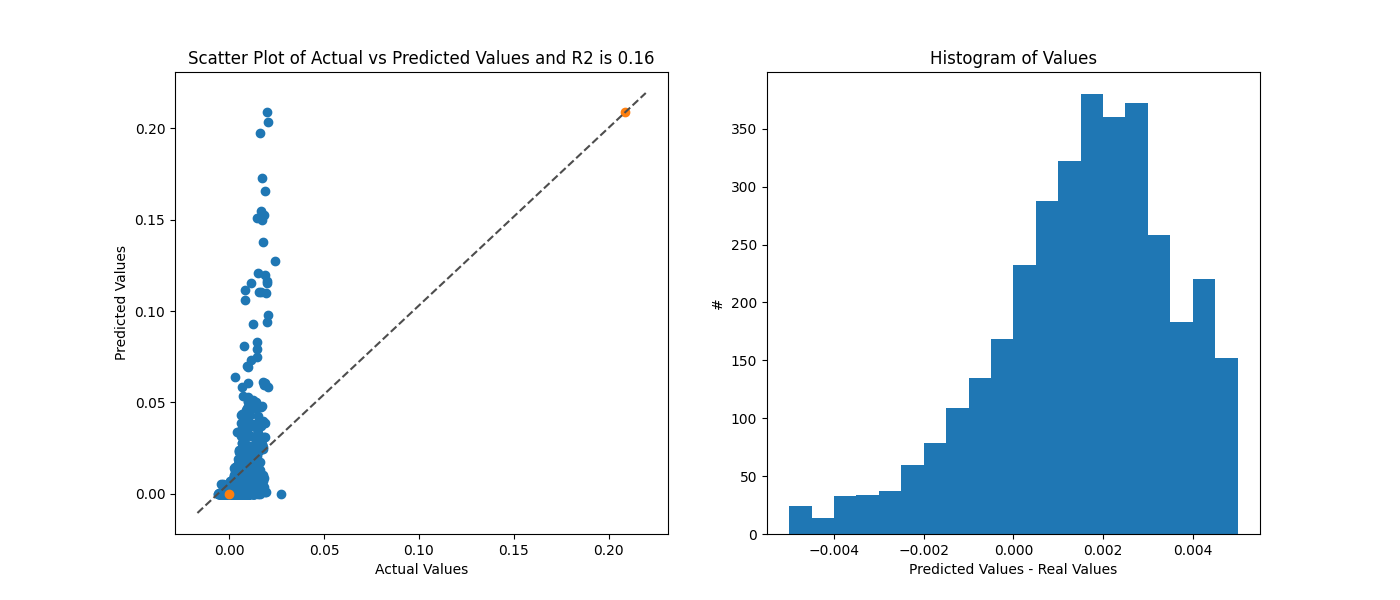 Scatter Plot of Actual vs Predicted Values and R2 is 0.16
Predicted Values
0.20
0.15
0.10
0.05
0.00
0.00 0.05 0.10 0.15 0.20
Actual Values
Histogram of Values
#
350
300
250
200
150
100
50
0
−0.004 −0.002 0.000 0.002 0.004
Predicted Values - Real Values